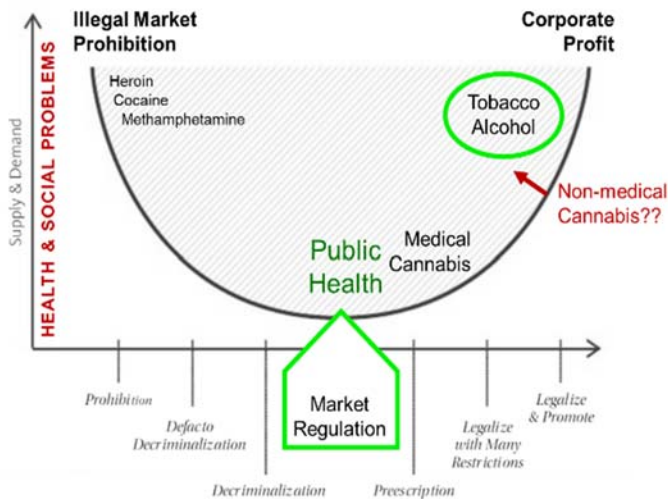 Illegal Market
Prohibition
Corporate
Profit
Supply & Demand
HEALTH & SOCIAL PROBLEMS
Heroin
Cocaine
Methamphetamine
Tobacco
Alcohol
Non-medical
Cannabis??
Medical
Cannabis
Public
Health
Market
Regulation
Prohibition
Defacto
Decriminalization
Decriminalization
Preescription
Legalize
with Many
Restrictions
Legalize
& Promote